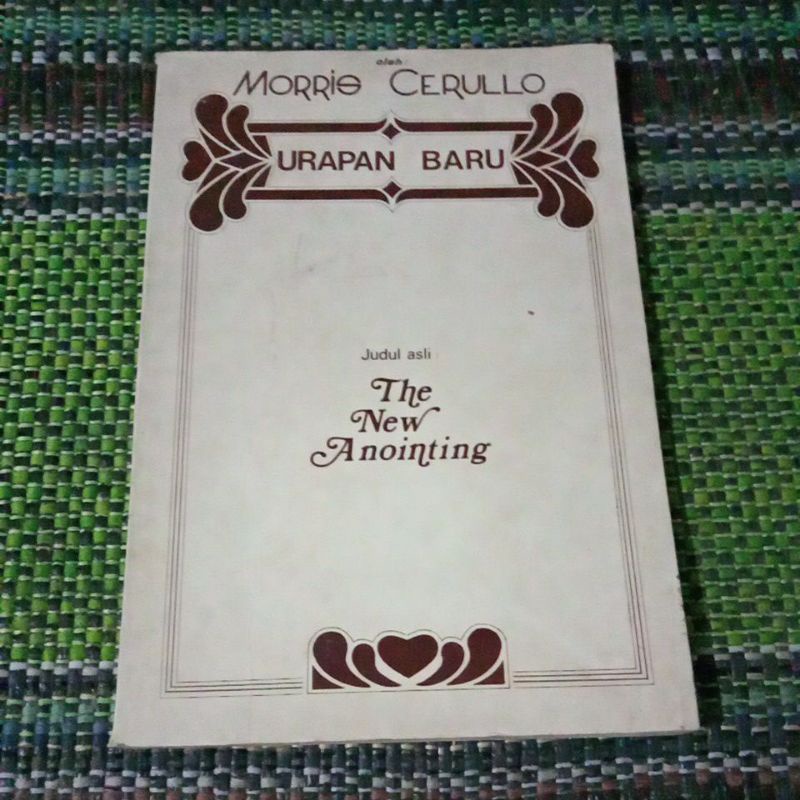 oleh :
MORRIS CERULLO
URAPAN BARU
Judul asli :
The
New
Anointing